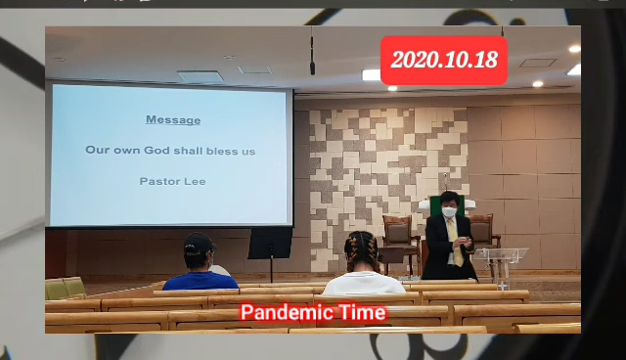 2020.10.18
Message
Our own God shall bless us
Pastor Lee
Pandemic Time